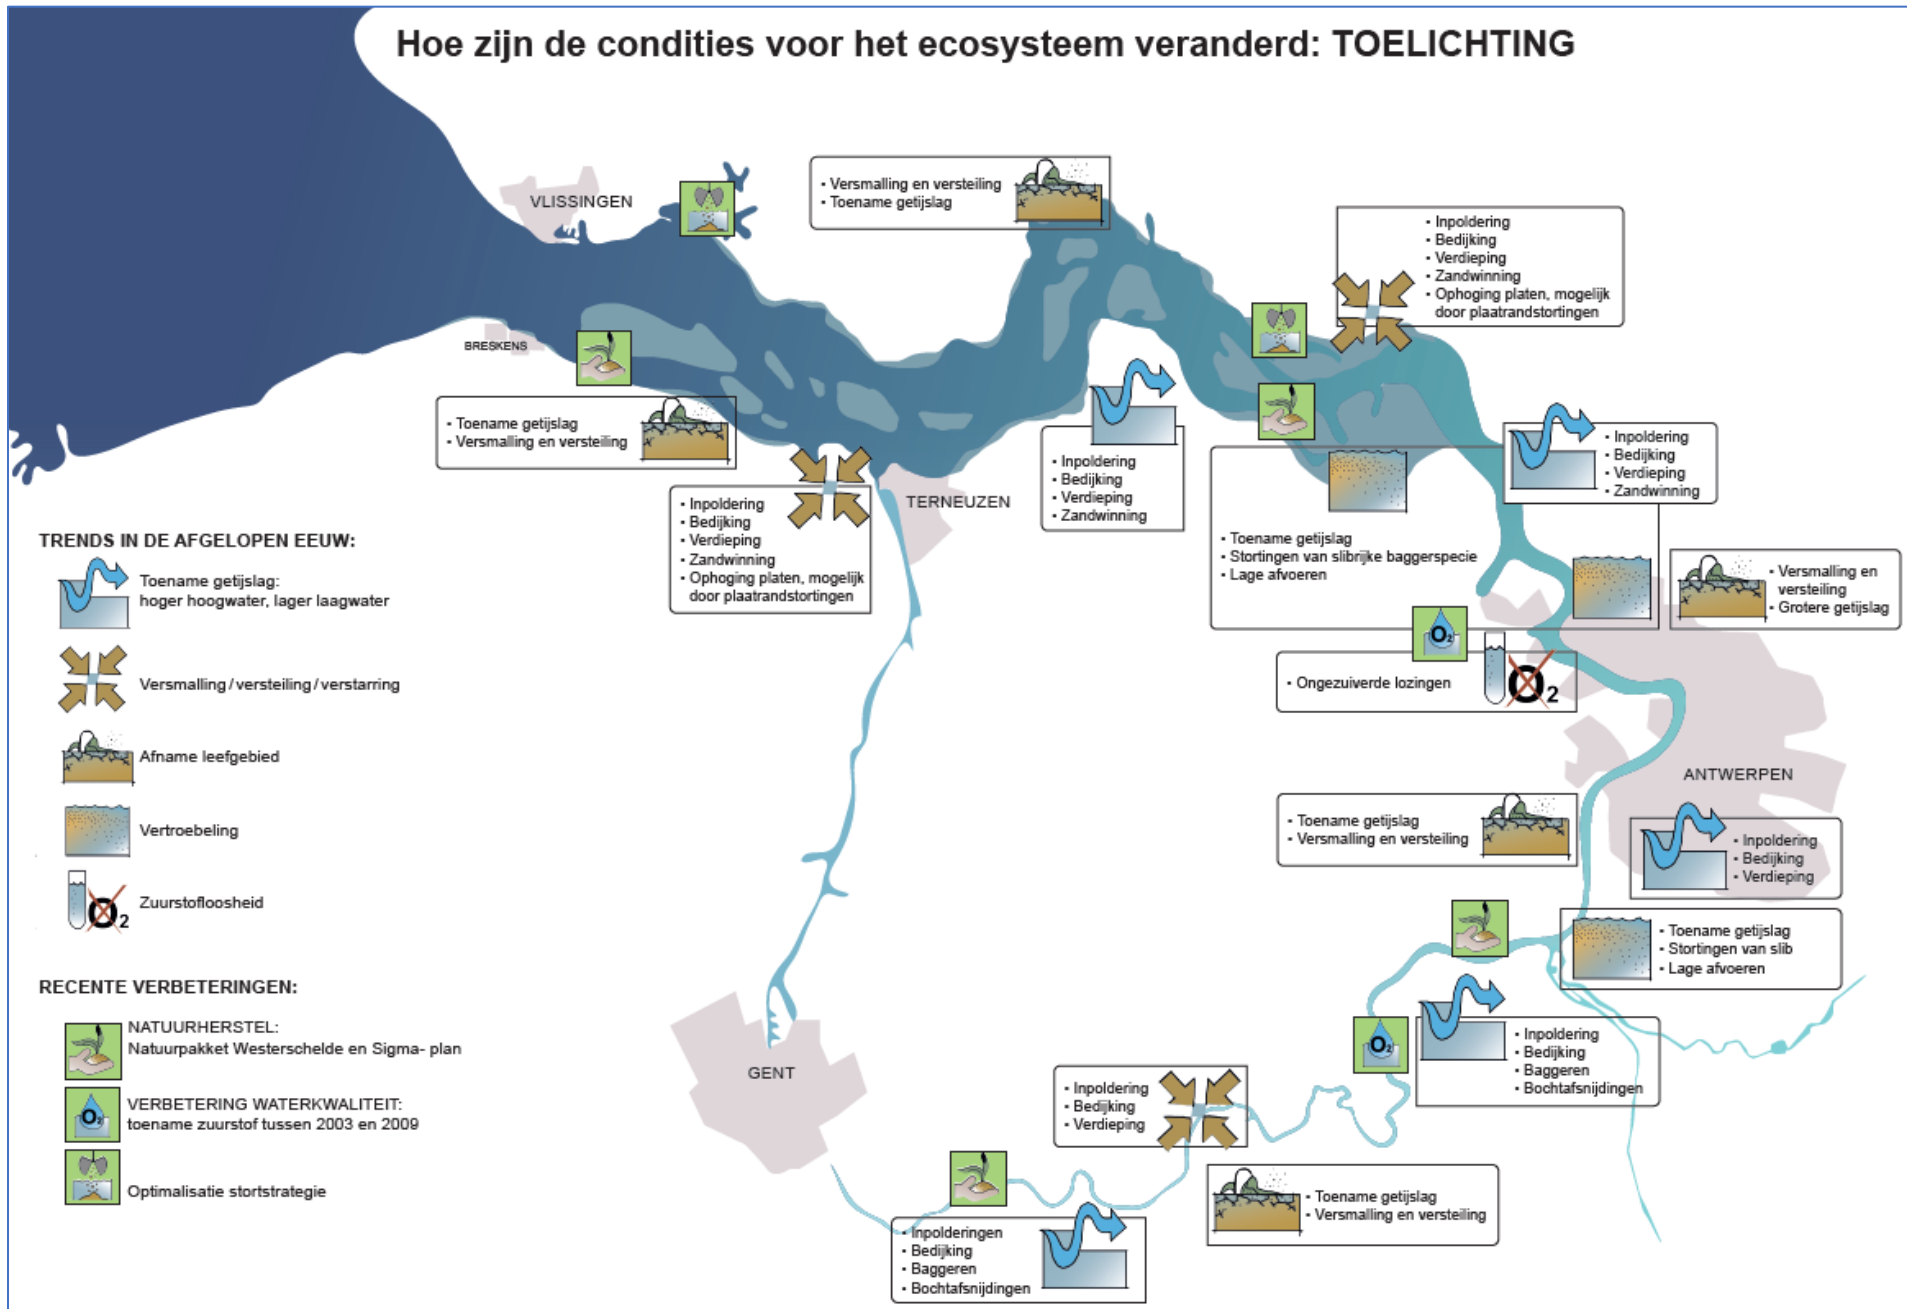 Hoe zijn de condities voor het ecosysteem veranderd: TOELICHTING
VLISSINGEN
▪ Versmalling en versteiling
▪ Toename getijslag
▪ Inpoldering
▪ Bedijking
▪ Verdieping
▪ Zandwinning
▪ Ophoging platen, mogelijk
door plaatrandstortingen
BRESKENS
▪ Toename getijslag
▪ Versmalling en versteiling
▪ Inpoldering
▪ Bedijking
▪ Verdieping
▪ Zandwinning
▪ Ophoging platen, mogelijk
door plaatrandstortingen
TERNEUZEN
▪ Inpoldering
▪ Bedijking
▪ Verdieping
▪ Zandwinning
▪ Toename getijslag
▪ Stortingen van slibrijke baggerspecie
▪ Lage afvoeren
▪ Inpoldering
▪ Bedijking
▪ Verdieping
▪ Zandwinning
▪ Versmalling en
versteiling
▪ Grotere getijslag
O2
▪ Ongezuiverde lozingen
O2
ANTWERPEN
▪ Toename getijslag
▪ Versmalling en versteiling
▪ Inpoldering
▪ Bedijking
▪ Verdieping
▪ Toename getijslag
▪ Stortingen van slib
▪ Lage afvoeren
O2
▪ Inpoldering
▪ Bedijking
▪ Baggeren
▪ Bochtafsnijdingen
GENT
▪ Inpoldering
▪ Bedijking
▪ Verdieping
▪ Toename getijslag
▪ Versmalling en versteiling
▪ Inpolderingen
▪ Bedijking
▪ Baggeren
▪ Bochtafsnijdingen
TRENDS IN DE AFGELOPEN EEUW:
Toename getijslag:
hoger hoogwater, lager laagwater
Versmalling / versteiling / verstarring
Afname leefgebied
Vertroebeling
O2
Zuurstofloosheid
RECENTE VERBETERINGEN:
NATUURHERSTEL:
Natuurpakket Westerschelde en Sigma- plan
O2
VERBETERING WATERKWALITEIT:
toename zuurstof tussen 2003 en 2009
Optimalisatie stortstrategie